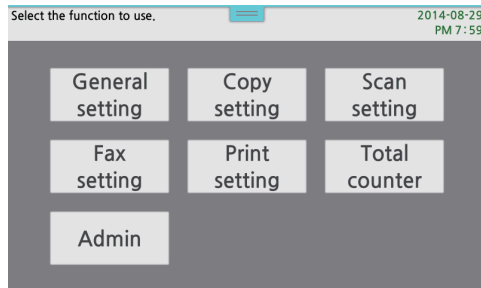 Select the function to use.
2014-08-29
PM 7:59
General
setting
Copy
setting
Scan
setting
Fax
setting
Print
setting
Total
counter
Admin